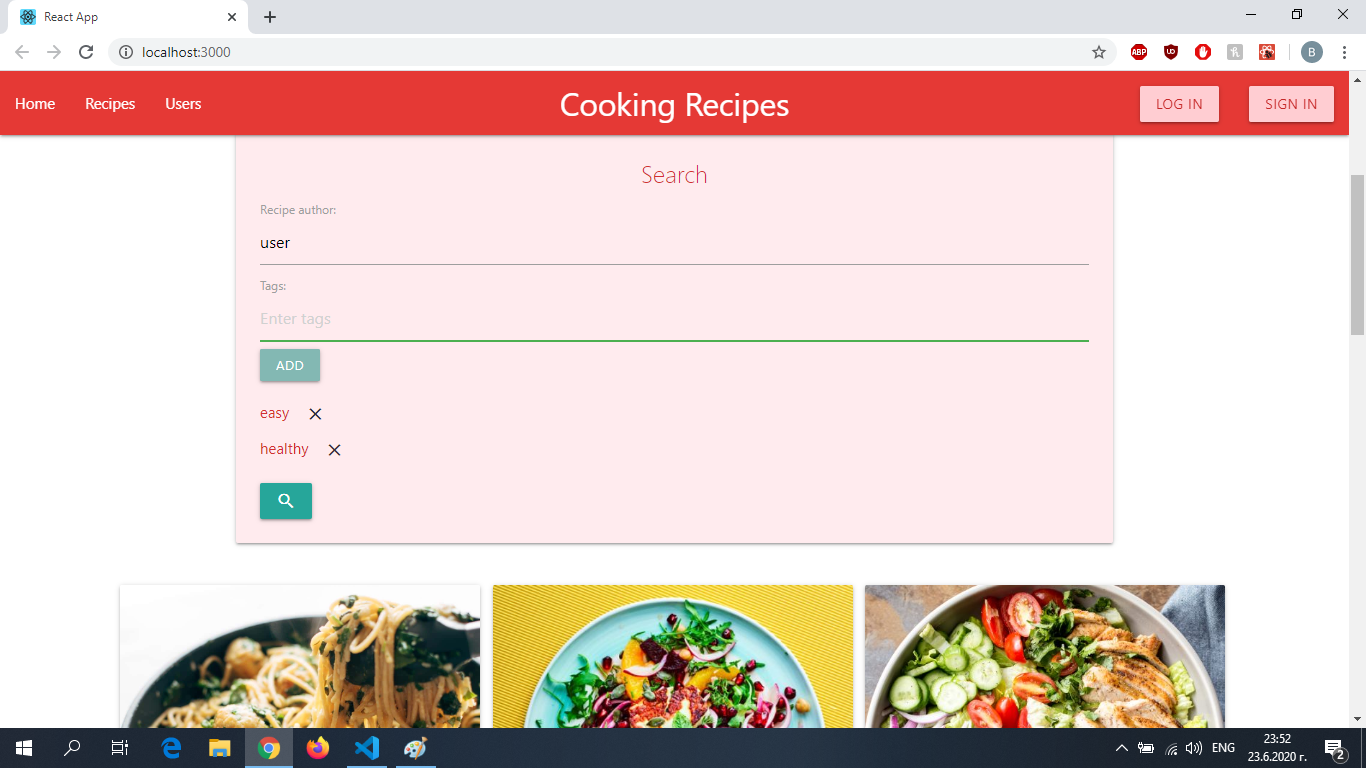 React App
localhost:3000
ABP
UD
B
Home Recipes Users Cooking Recipes LOG IN SIGN IN
Search
Recipe author:
user
Tags:
Enter tags
ADD
easy
healthy
ENG
23:52
23.6.2020 г.
2